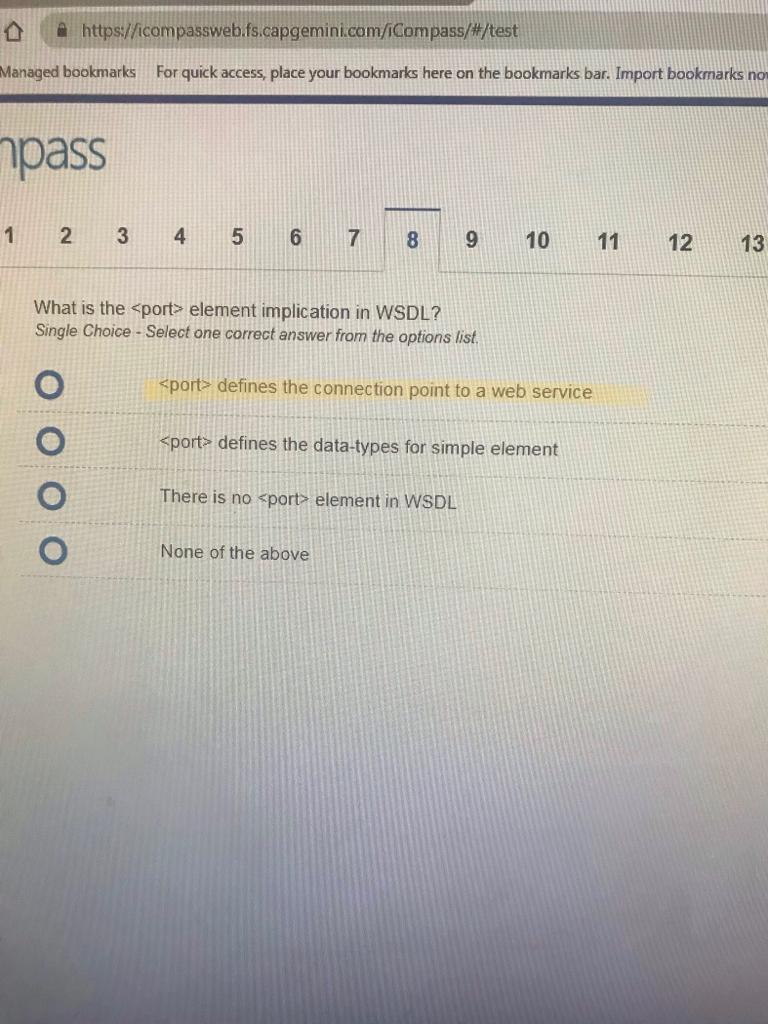 https://icompassweb.fs.capgemini.com/iCompass/#/test
Managed bookmarks For quick access, place your bookmarks here on the bookmarks bar. Import bookmarks
mpass
1 2 3 4 5 6 7 8 9 10 11 12 13
What is the <port> element implication in WSDL?
Single Choice - Select one correct answer from the options list.
<port> defines the connection point to a web service
<port> defines the data-types for simple element
There is no <port> element in WSDL
None of the above